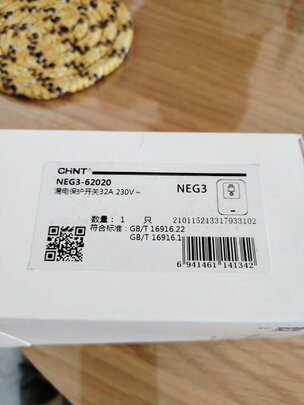 CHNT
NEG3-62020
漏电保护开关32A 230V~
NEG3
数量： 1 只
210115213317933102
符合标准：GB/T 16916.22
GB/T 16916.1
6 941461 141342